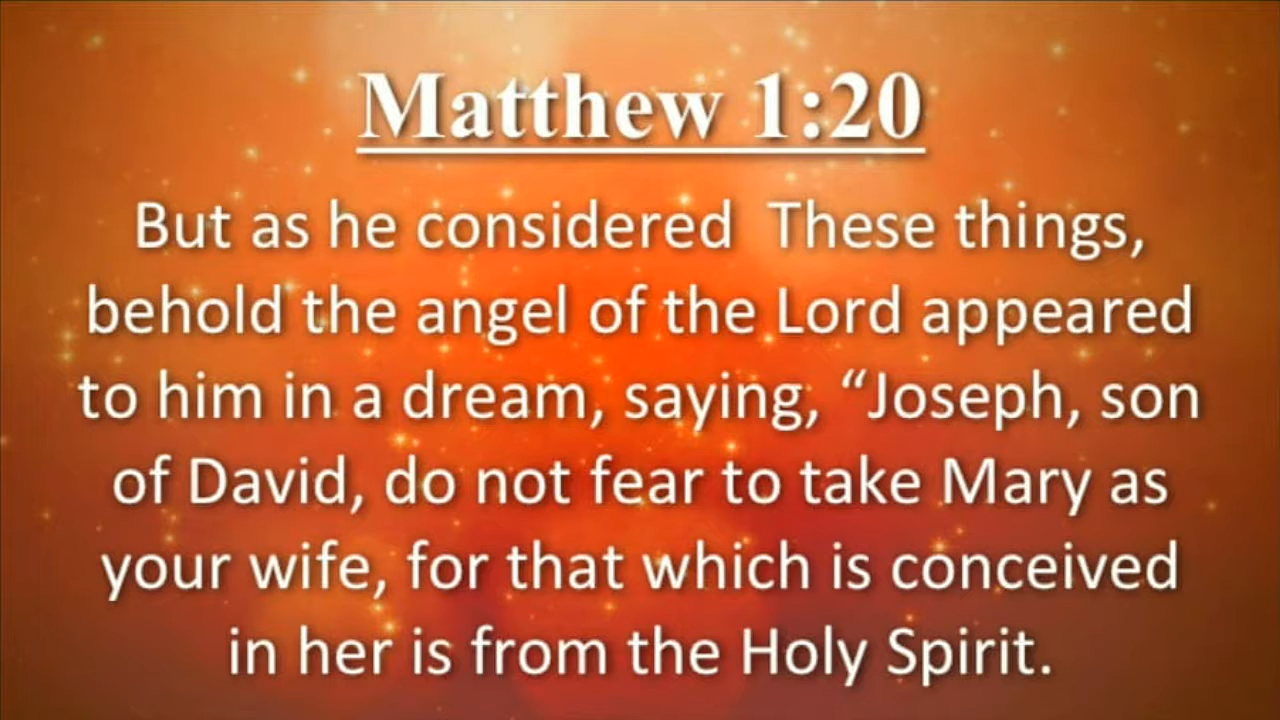 Matthew 1:20
But as he considered  These things,
behold the angel of the Lord appeared
to him in a dream, saying, “Joseph, son
of David, do not fear to take Mary as
your wife, for that which is conceived
in her is from the Holy Spirit.